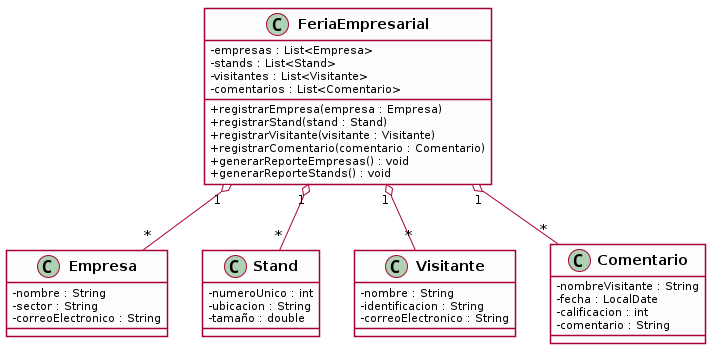 C FeriaEmpresarial
-empresas : List<Empresa>
-stands : List<Stand>
-visitantes : List<Visitante>
-comentarios : List<Comentario>
+registrarEmpresa(empresa : Empresa)
+registrarStand(stand : Stand)
+registrarVisitante(visitante : Visitante)
+registrarComentario(comentario : Comentario)
+generarReporteEmpresas() : void
+generarReporteStands() : void
1 1 1 1
* * * *
C Empresa
-nombre : String
-sector : String
-correoElectronico : String
C Stand
-numeroUnico : int
-ubicacion : String
-tamaño : double
C Visitante
-nombre : String
-identificacion : String
-correoElectronico : String
C Comentario
-nombreVisitante : String
-fecha : LocalDate
-calificacion : int
-comentario : String